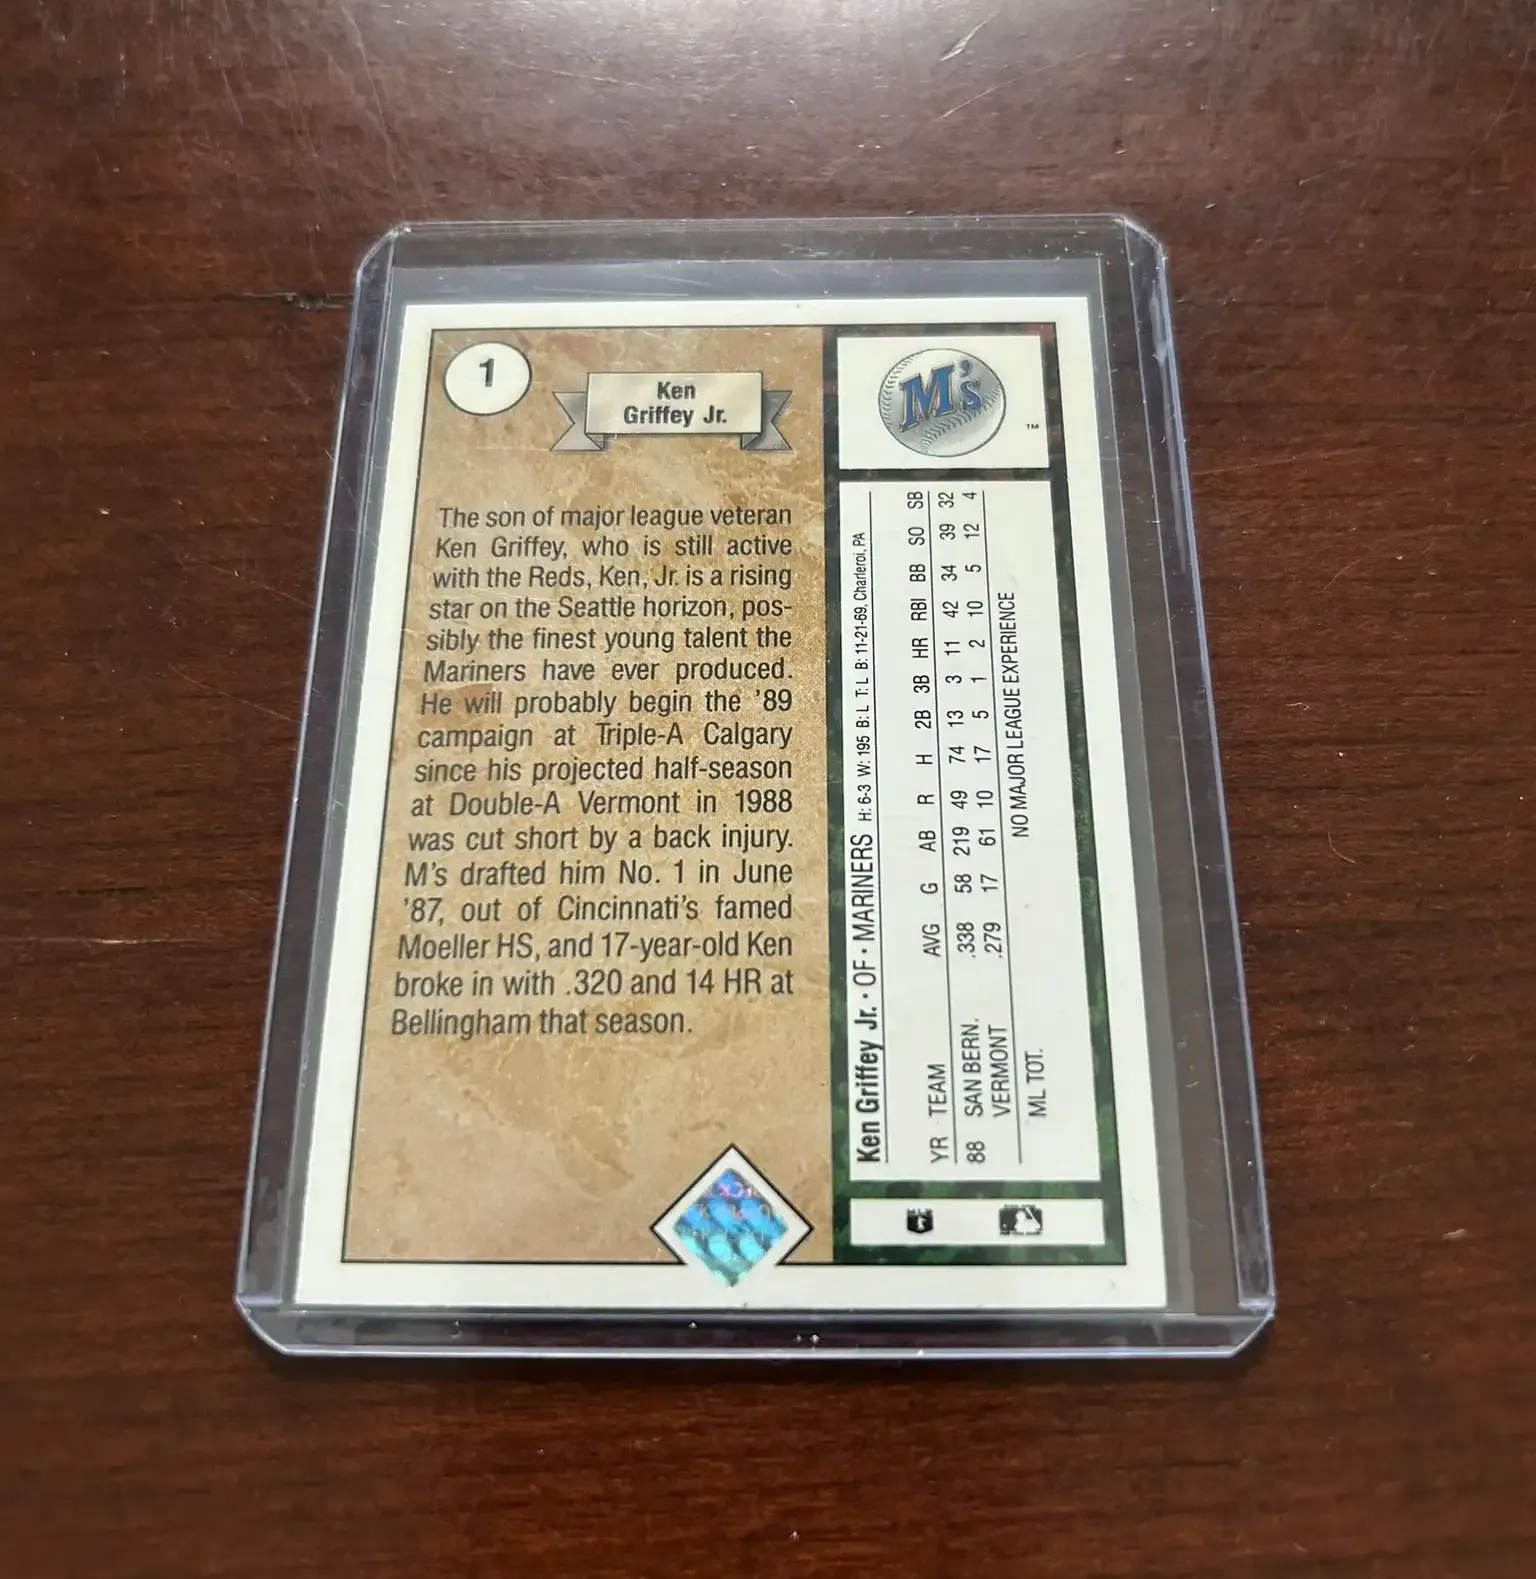 1
Ken
Griffey Jr.
The son of major league veteran
Ken Griffey, who is still active
with the Reds, Ken, Jr. is a rising
star on the Seattle horizon, pos-
sibly the finest young talent the
Mariners have ever produced.
He will probably begin the '89
campaign at Triple-A Calgary
since his projected half-season
at Double-A Vermont in 1988
was cut short by a back injury.
M's drafted him No. 1 in June
'87, out of Cincinnati's famed
Moeller HS, and 17-year-old Ken
broke in with .320 and 14 HR at
Bellingham that season.
M's
TM
Ken Griffey Jr. · OF · MARINERS H: 6-3 W: 195 B: L T: L B: 11-21-69, Charleroi, PA
YR TEAM AVG G AB R H 2B 3B HR RBI BB SO SB
88 SAN BERN. .338 58 219 49 74 13 3 11 42 34 39 32
VERMONT .279 17 61 10 17 5 1 2 10 5 12 4
NO MAJOR LEAGUE EXPERIENCE
ML TOT.